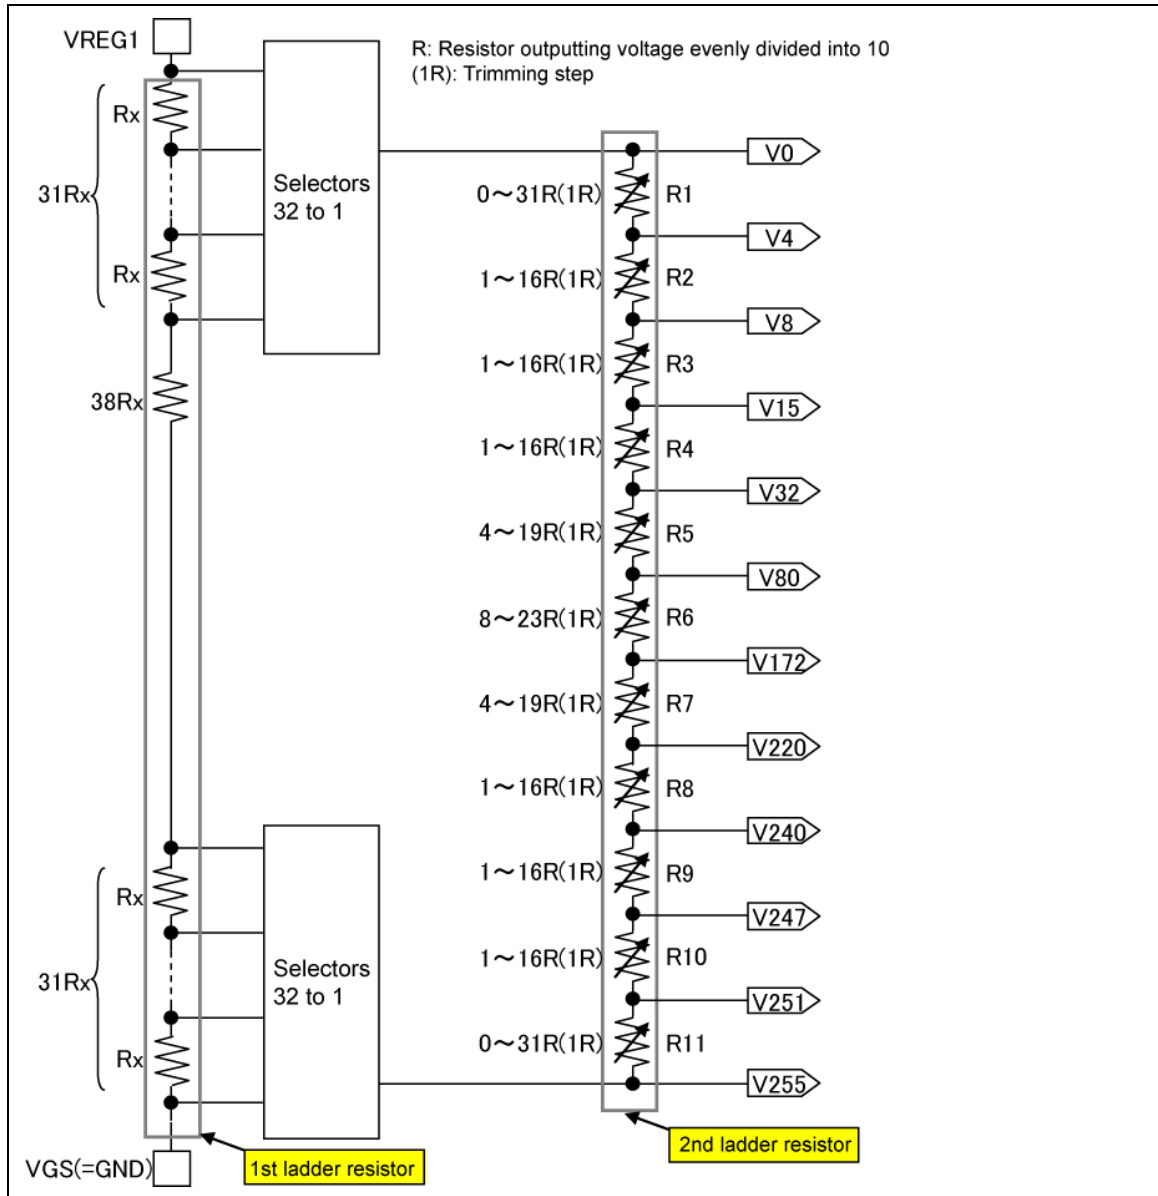 VREG1
R: Resistor outputting voltage evenly divided into 10
(1R): Trimming step
Rx
31Rx
Rx
Selectors
32 to 1
38Rx
V0
0～31R(1R) R1
V4
1～16R(1R) R2
V8
1～16R(1R) R3
V15
1～16R(1R) R4
V32
4～19R(1R) R5
V80
8～23R(1R) R6
V172
4～19R(1R) R7
V220
1～16R(1R) R8
V240
1～16R(1R) R9
V247
1～16R(1R) R10
V251
0～31R(1R) R11
V255
Rx
31Rx
Rx
Selectors
32 to 1
VGS(=GND)
1st ladder resistor
2nd ladder resistor